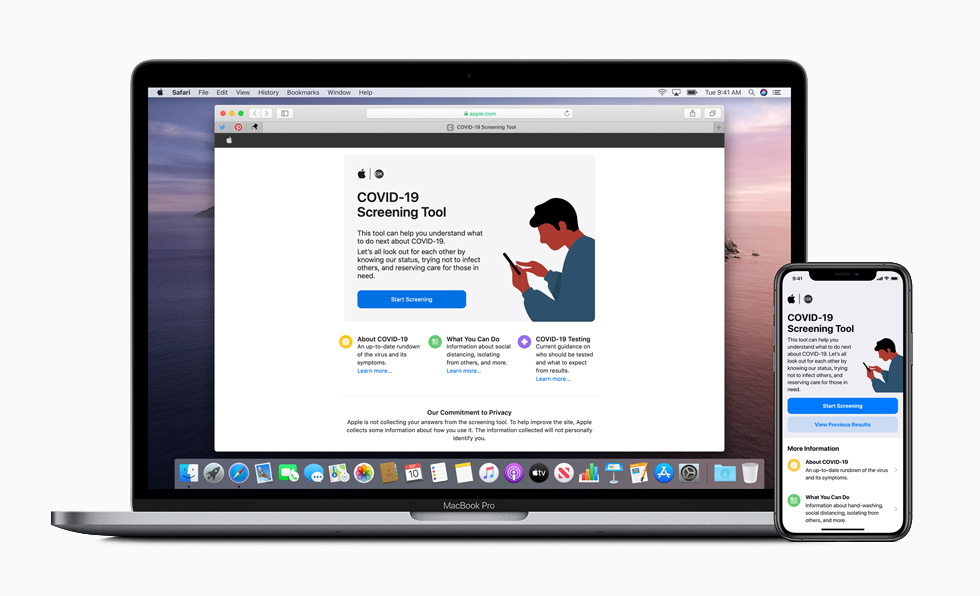 Safari File Edit View History Bookmarks Window Help
Tue 9:41 AM
apple.com
COVID-19 Screening Tool
COVID-19
Screening Tool
This tool can help you understand what
to do next about COVID-19.
Let's all look out for each other by
knowing our status, trying not to infect
others, and reserving care for those in
need.
Start Screening
About COVID-19
An up-to-date rundown
of the virus and its
symptoms.
Learn more...
What You Can Do
Information about social
distancing, isolating
from others, and more.
Learn more...
COVID-19 Testing
Current guidance on
who should be tested
and what to expect
from results.
Learn more...
Our Commitment to Privacy
Apple is not collecting your answers from the screening tool. To help improve the site, Apple
collects some information about how you use it. The information collected will not personally
identify you.
10
tv
MacBook Pro
9:41
COVID-19
Screening Tool
This tool can help you
understand what to do next
about COVID-19. Let's all
look out for each other by
knowing our status, trying
not to infect others, and
reserving care for those in
need.
Start Screening
View Previous Results
More Information
About COVID-19
An up-to-date rundown of the virus
and its symptoms.
What You Can Do
Information about hand-washing,
social distancing, isolating from
others, and more.